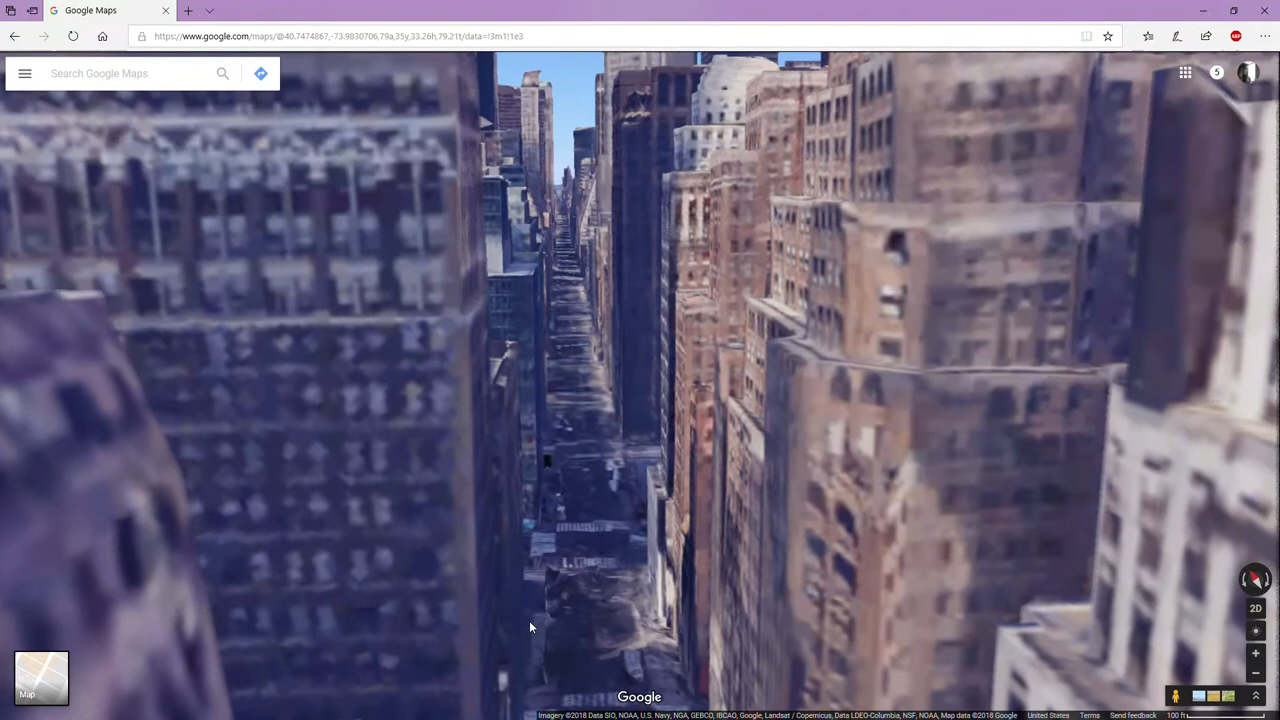 Google Maps
https://www.google.com/maps/@40.7474867,-73.9830706,79a,35y,33.26h,79.21t/data=!3m1!1e3
ABP
Search Google Maps
5
2D
Map
Google
Imagery ©2018 Data SIO, NOAA, U.S. Navy, NGA, GEBCO, IBCAO, Google, Landsat / Copernicus, Data LDEO-Columbia, NSF, NOAA, Map data ©2018 Google United States Terms Send feedback 100 ft